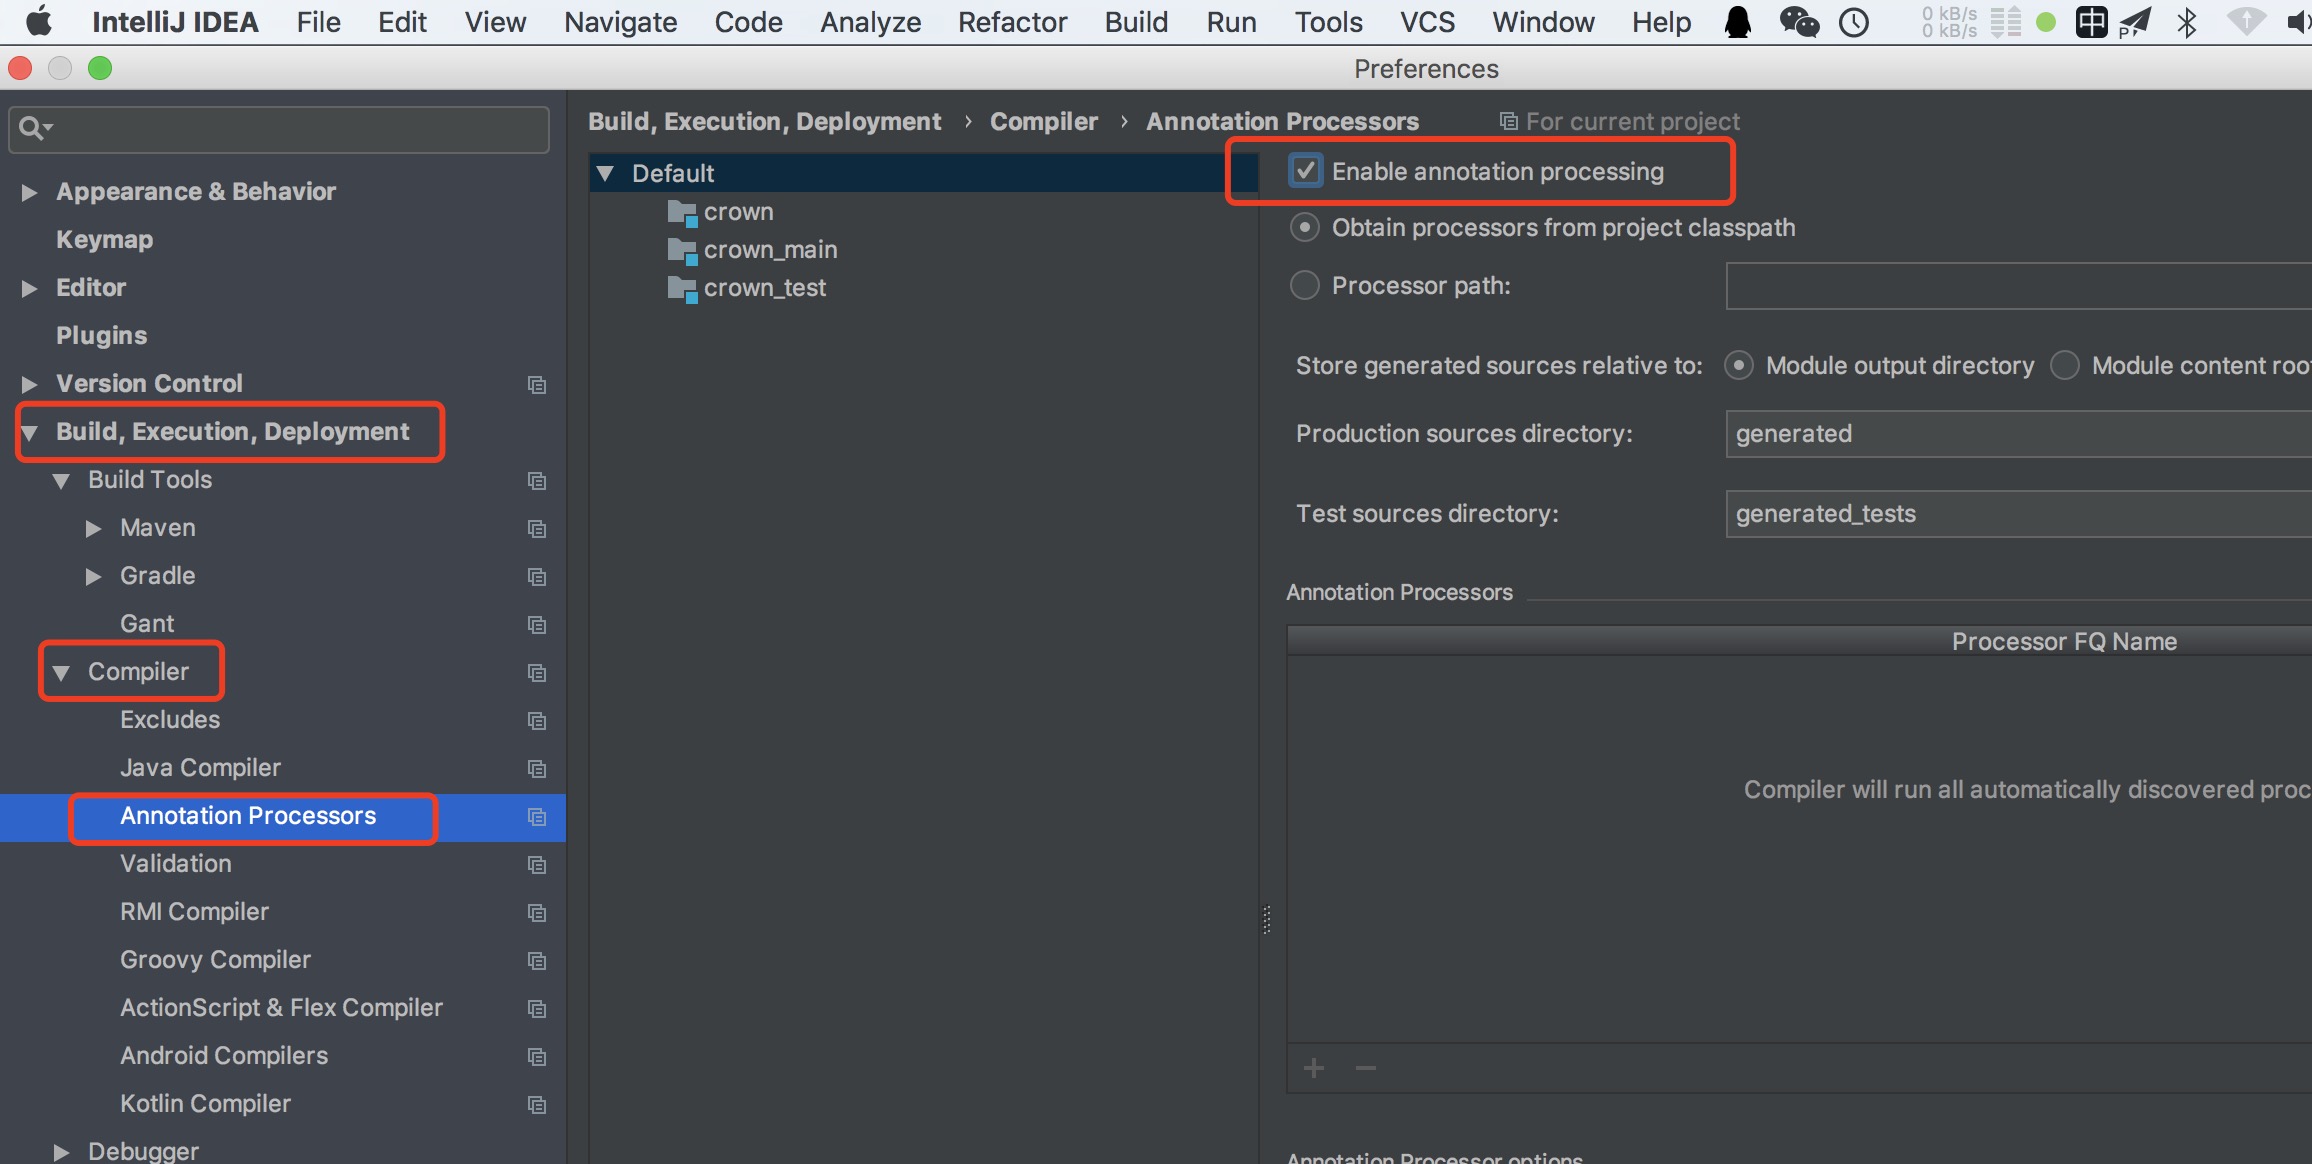 IntelliJ IDEA File Edit View Navigate Code Analyze Refactor Build Run Tools VCS Window Help 0 kB/s 0 kB/s 中 P
Preferences
Build, Execution, Deployment › Compiler › Annotation Processors For current project
Appearance & Behavior
Keymap
Editor
Plugins
Version Control
Build, Execution, Deployment
Build Tools
Maven
Gradle
Gant
Compiler
Excludes
Java Compiler
Annotation Processors
Validation
RMI Compiler
Groovy Compiler
ActionScript & Flex Compiler
Android Compilers
Kotlin Compiler
Debugger
Default
crown
crown_main
crown_test
Enable annotation processing
Obtain processors from project classpath
Processor path:
Store generated sources relative to: Module output directory Module content root
Production sources directory: generated
Test sources directory: generated_tests
Annotation Processors
Processor FQ Name
Compiler will run all automatically discovered proc
Annotation Processor options